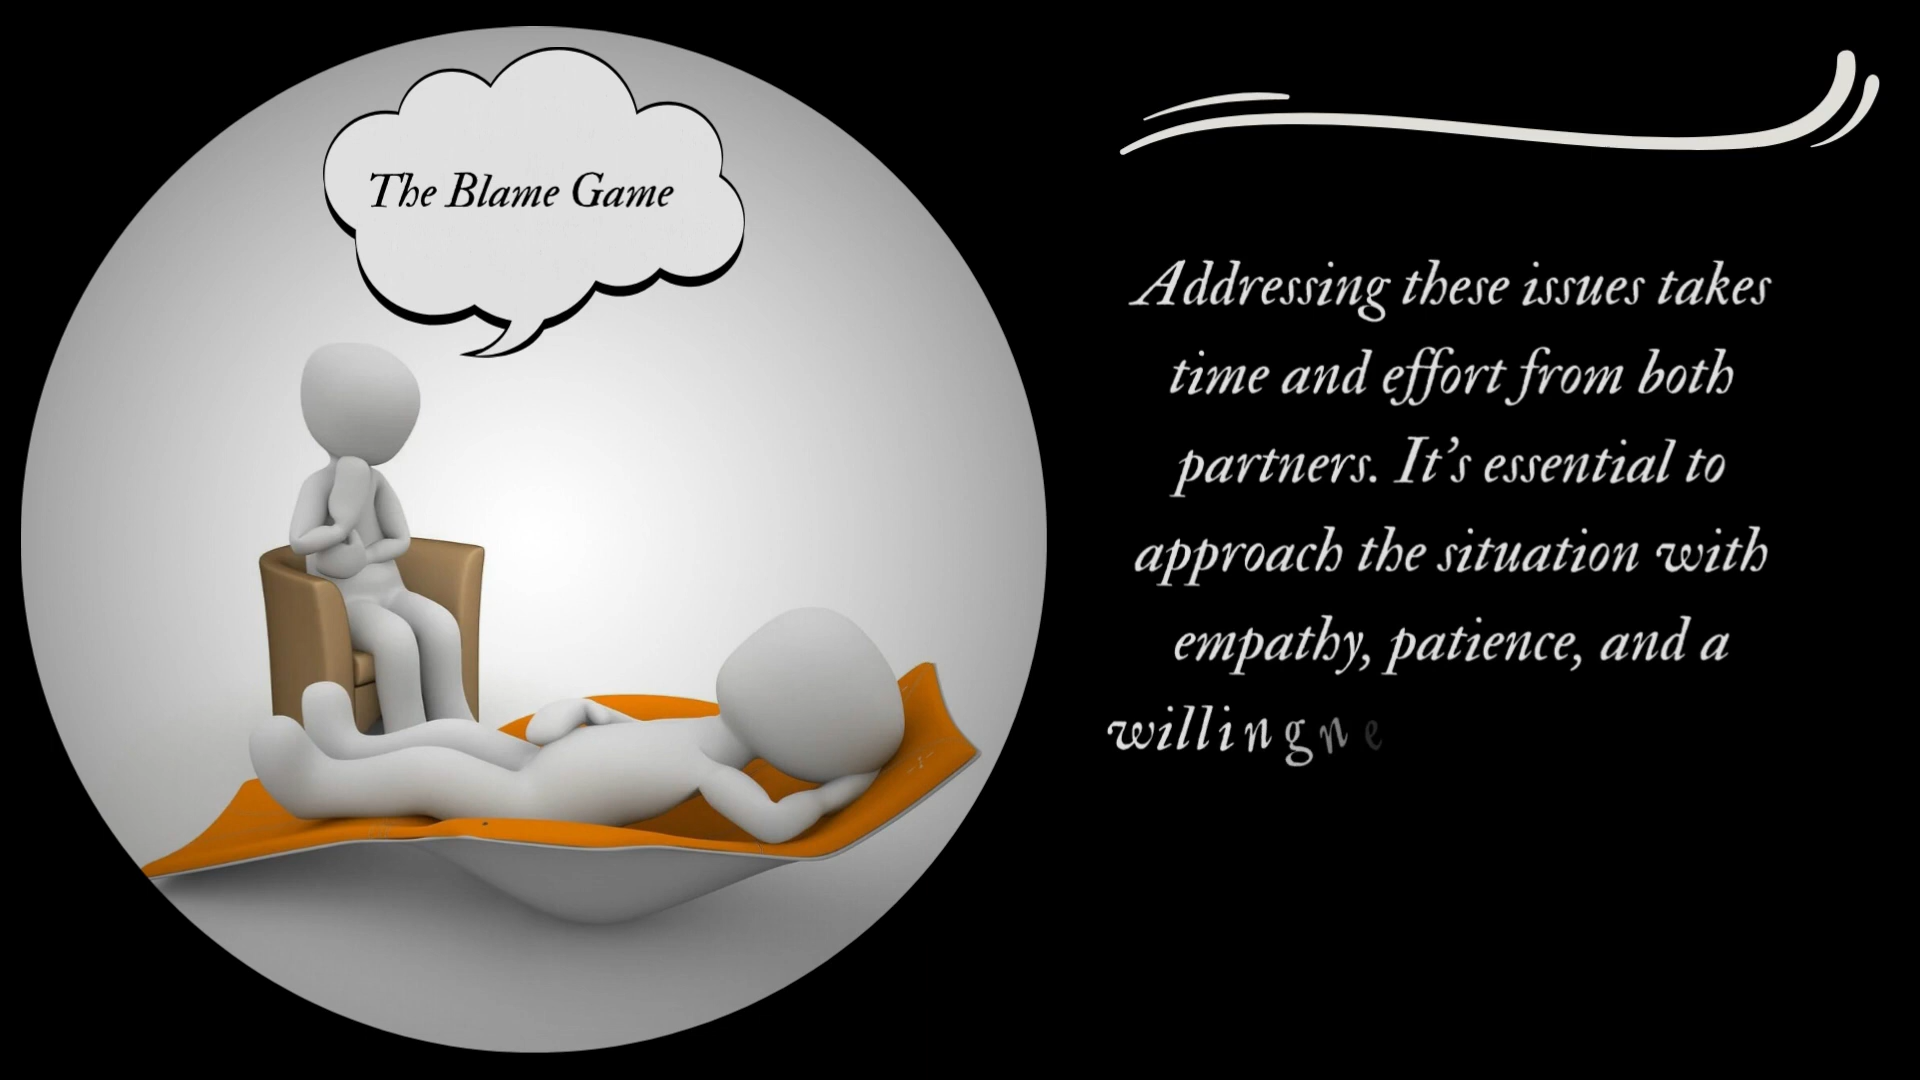 The Blame Game
Addressing these issues takes
time and effort from both
partners. It's essential to
approach the situation with
empathy, patience, and a
willingne